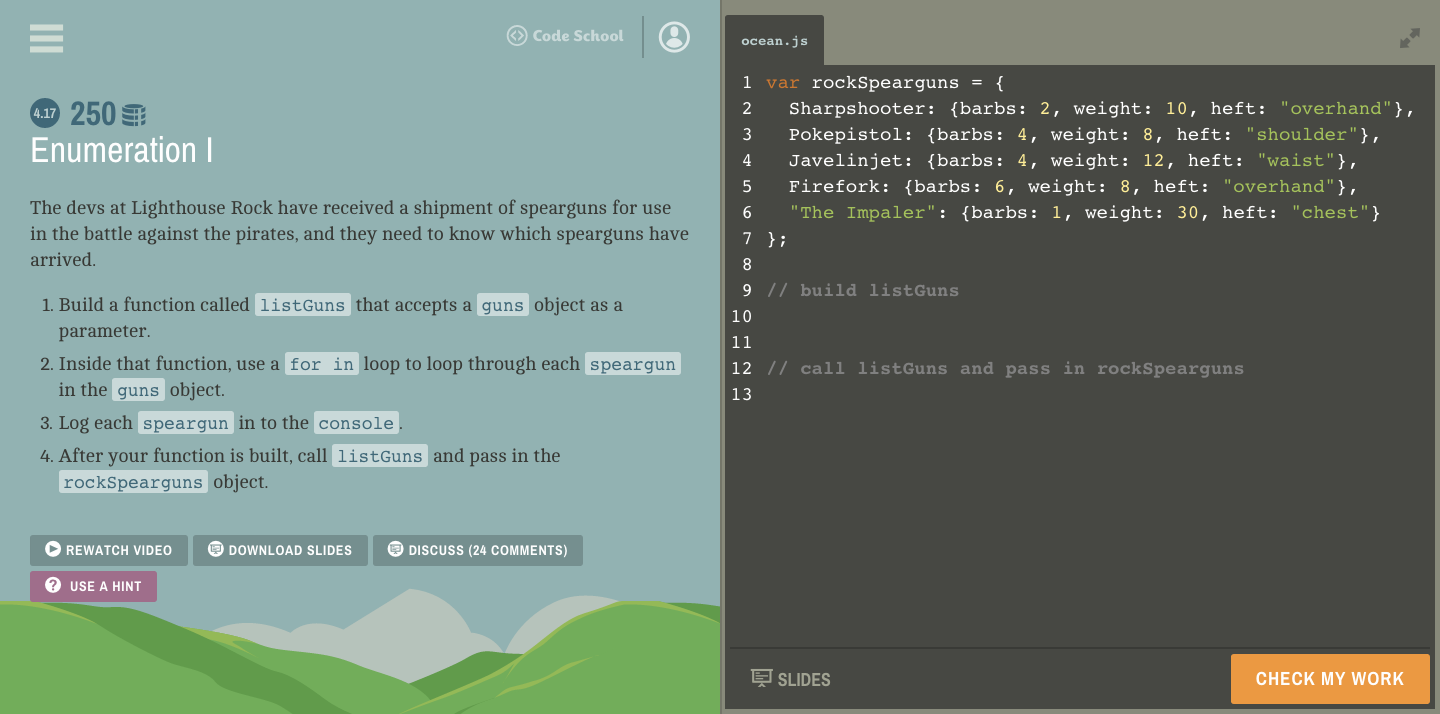 Code School
4.17 250
Enumeration I
The devs at Lighthouse Rock have received a shipment of spearguns for use
in the battle against the pirates, and they need to know which spearguns have
arrived.
1. Build a function called listGuns that accepts a guns object as a
parameter.
2. Inside that function, use a for in loop to loop through each speargun
in the guns object.
3. Log each speargun in to the console.
4. After your function is built, call listGuns and pass in the
rockSpearguns object.
REWATCH VIDEO DOWNLOAD SLIDES DISCUSS (24 COMMENTS)
? USE A HINT
ocean.js
1 var rockSpearguns = {
2   Sharpshooter: {barbs: 2, weight: 10, heft: "overhand"},
3   Pokepistol: {barbs: 4, weight: 8, heft: "shoulder"},
4   Javelinjet: {barbs: 4, weight: 12, heft: "waist"},
5   Firefork: {barbs: 6, weight: 8, heft: "overhand"},
6   "The Impaler": {barbs: 1, weight: 30, heft: "chest"}
7 };
8
9 // build listGuns
10
11
12 // call listGuns and pass in rockSpearguns
13
SLIDES
CHECK MY WORK